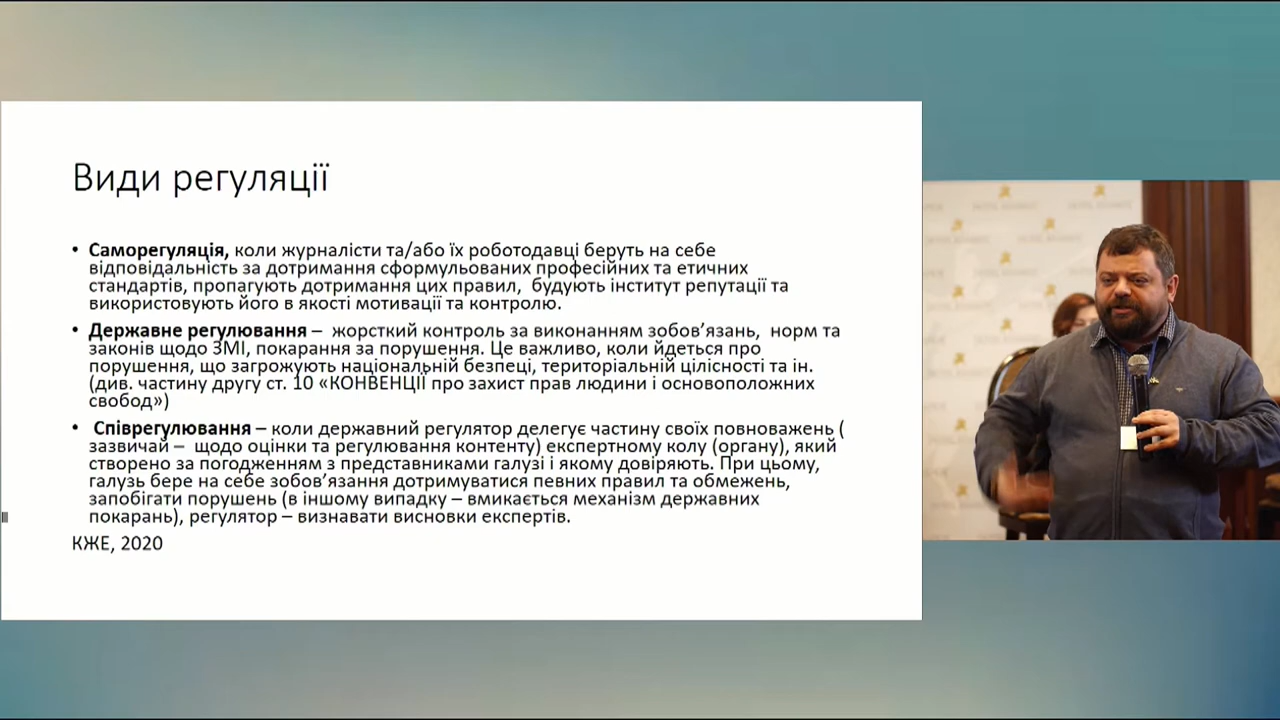 Види регуляції
• Саморегуляція, коли журналісти та/або їх роботодавці беруть на себе
відповідальність за дотримання сформульованих професійних та етичних
стандартів, пропагують дотримання цих правил, будують інститут репутації та
використовують його в якості мотивації та контролю.
• Державне регулювання – жорсткий контроль за виконанням зобов’язань, норм та
законів щодо ЗМІ, покарання за порушення. Це важливо, коли йдеться про
порушення, що загрожують національній безпеці, територіальній цілісності та ін.
(див. частину другу ст. 10 «КОНВЕНЦІЇ про захист прав людини і основоположних
свобод»)
• Співрегулювання – коли державний регулятор делегує частину своїх повноважень (
зазвичай – щодо оцінки та регулювання контенту) експертному колу (органу), який
створено за погодженням з представниками галузі і якому довіряють. При цьому,
галузь бере на себе зобов’язання дотримуватися певних правил та обмежень,
запобігати порушень (в іншому випадку – вмикається механізм державних
покарань), регулятор – визнавати висновки експертів.
КЖЕ, 2020